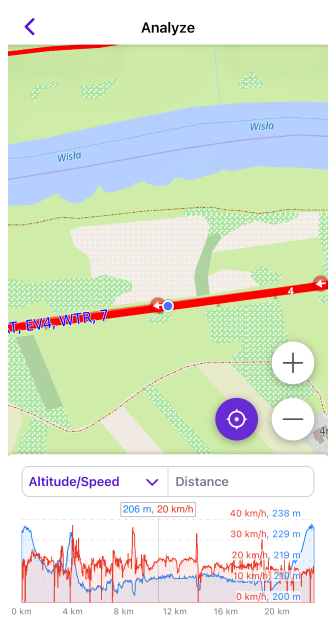 Analyze
Wisła
Wisła
4
T, EV4, WTR, 7
Altitude/Speed
Distance
206 m, 20 km/h
40 km/h, 238 m
30 km/h, 229 m
20 km/h, 219 m
10 km/h, 210 m
0 km/h, 200 m
0 km
4 km
8 km
12 km
16 km
20 km